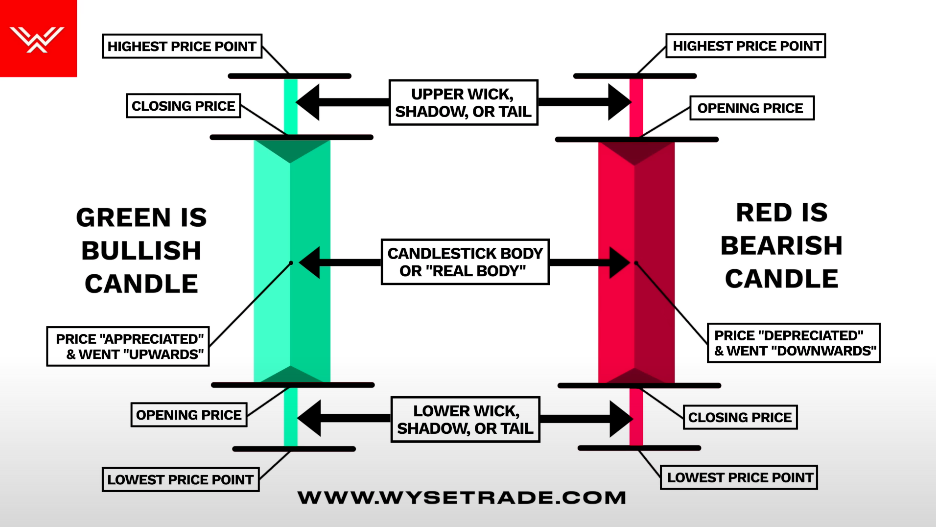 HIGHEST PRICE POINT
HIGHEST PRICE POINT
UPPER WICK,
SHADOW, OR TAIL
CLOSING PRICE
OPENING PRICE
GREEN IS
BULLISH
CANDLE
RED IS
BEARISH
CANDLE
CANDLESTICK BODY
OR "REAL BODY"
PRICE "APPRECIATED"
& WENT "UPWARDS"
PRICE "DEPRECIATED"
& WENT "DOWNWARDS"
OPENING PRICE
LOWER WICK,
SHADOW, OR TAIL
CLOSING PRICE
LOWEST PRICE POINT
LOWEST PRICE POINT
WWW.WYSETRADE.COM